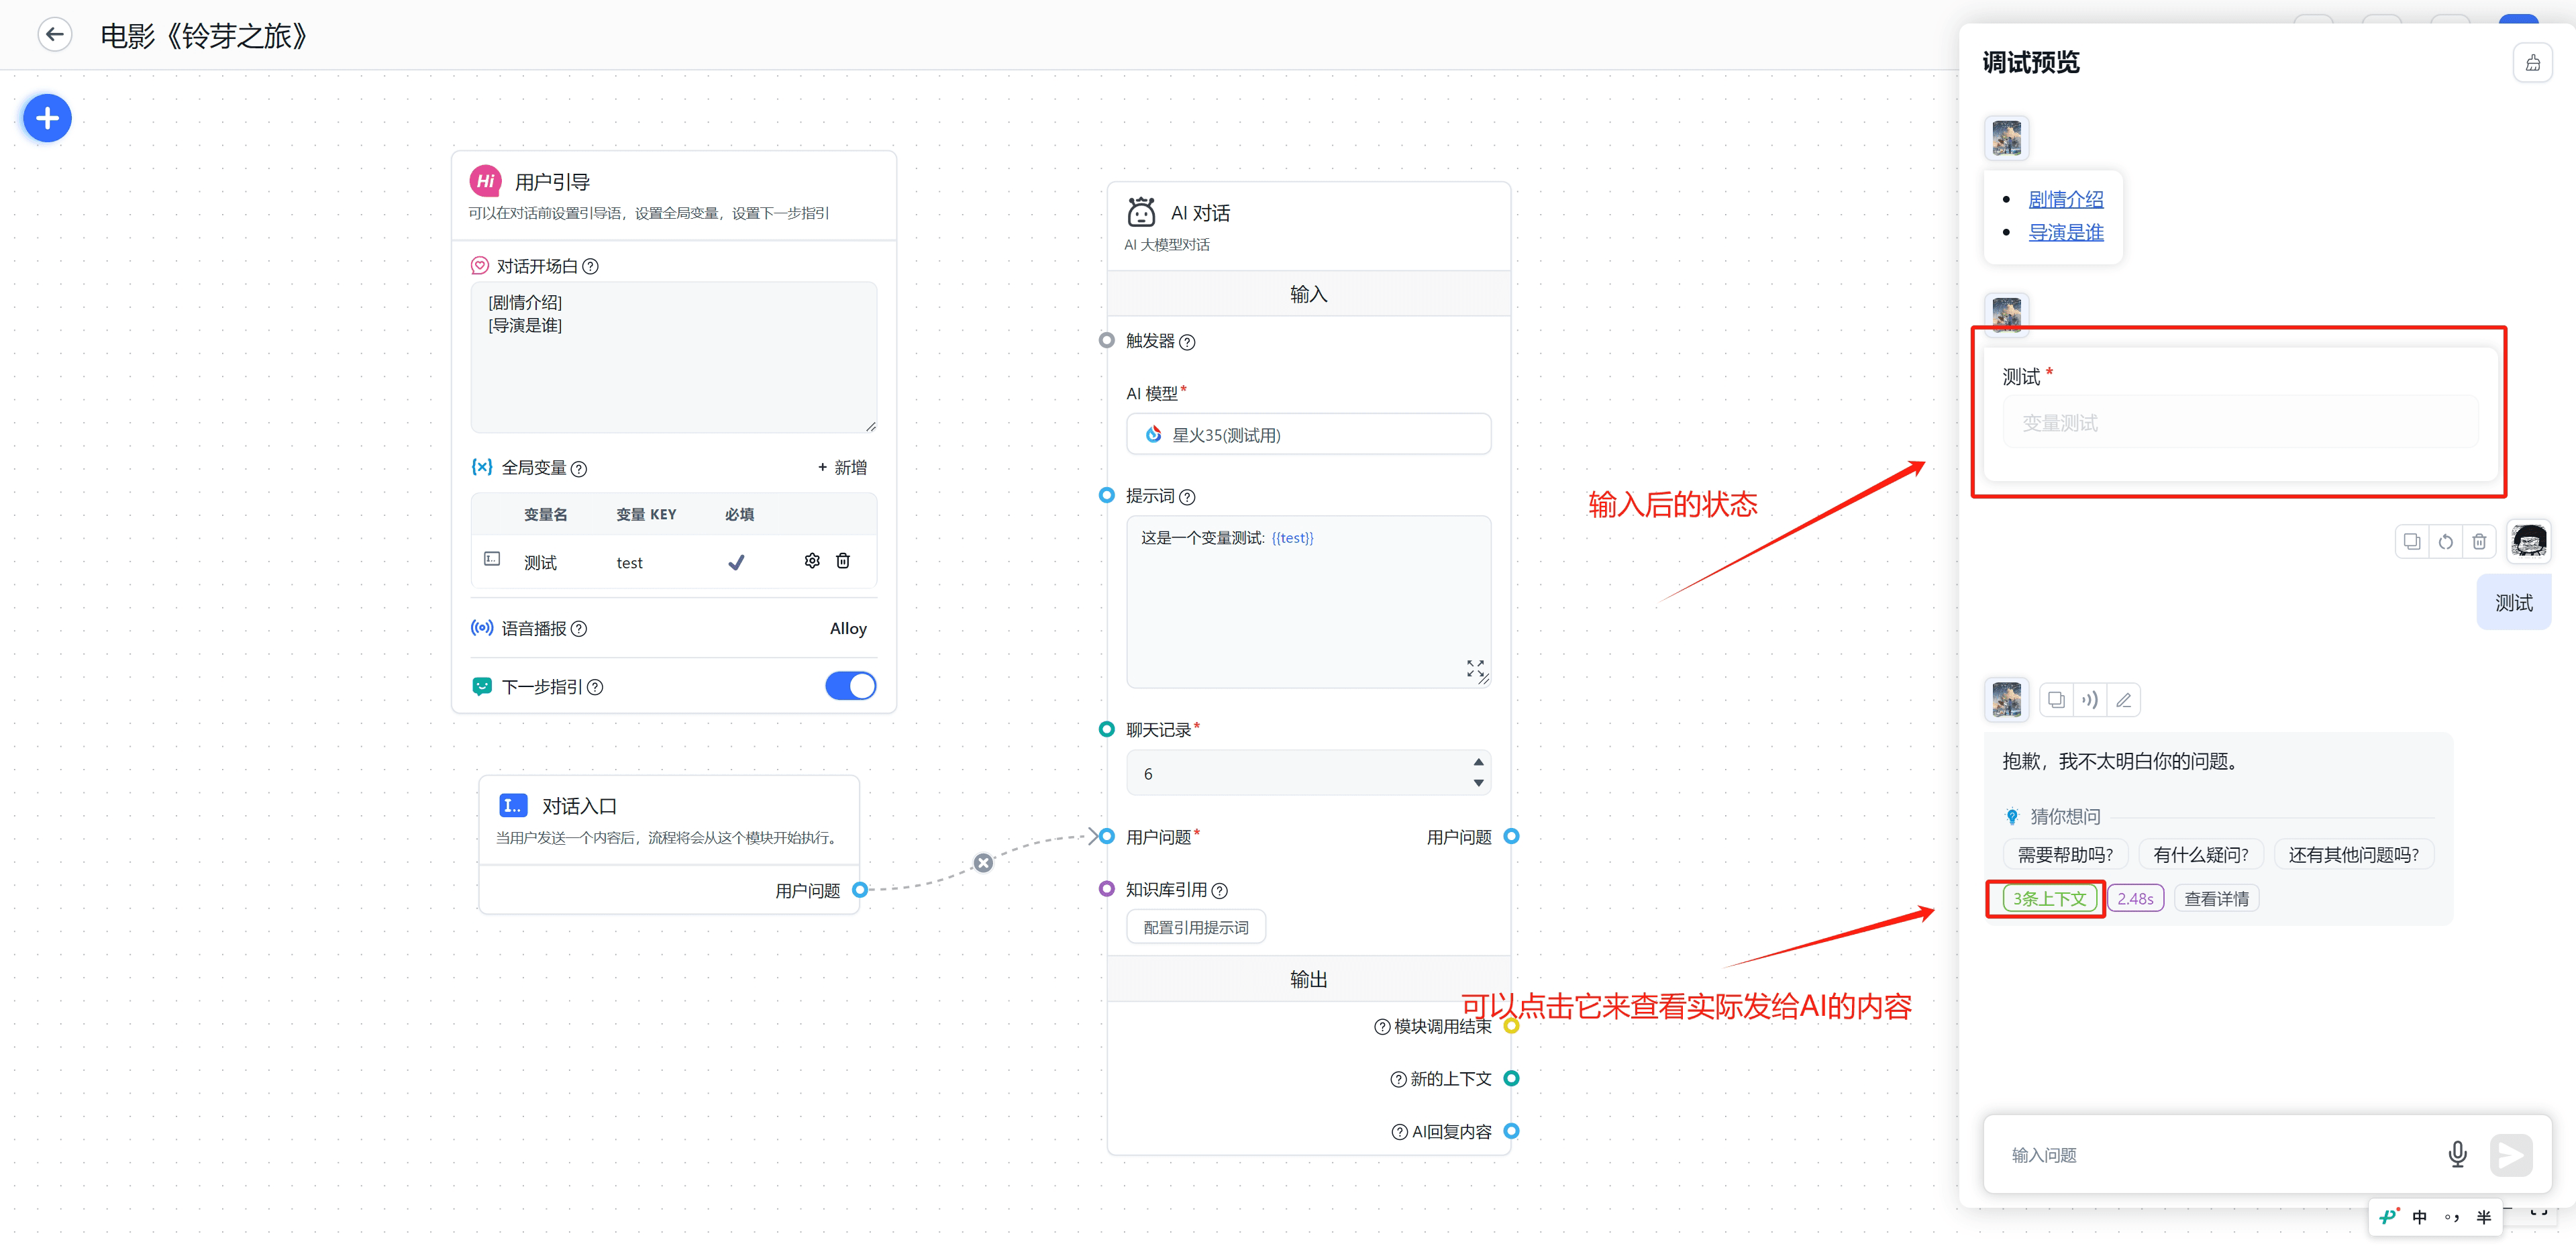 电影《铃芽之旅》
Hi
用户引导
可以在对话前设置引导语，设置全局变量，设置下一步指引
对话开场白
[剧情介绍]
[导演是谁]
全局变量
+ 新增
变量名 变量 KEY 必填
测试 test
语音播报
Alloy
下一步指引
对话入口
当用户发送一个内容后，流程将会从这个模块开始执行。
用户问题
AI 对话
AI 大模型对话
输入
触发器
AI 模型*
星火35(测试用)
提示词
这是一个变量测试: {{test}}
聊天记录*
6
用户问题*
用户问题
知识库引用
配置引用提示词
输出
模块调用结束
新的上下文
AI回复内容
输入后的状态
可以点击它来查看实际发给AI的内容
调试预览
剧情介绍
导演是谁
测试 *
变量测试
测试
抱歉，我不太明白你的问题。
猜你想问
需要帮助吗?
有什么疑问?
还有其他问题吗?
3条上下文
2.48s
查看详情
输入问题
中 °，半